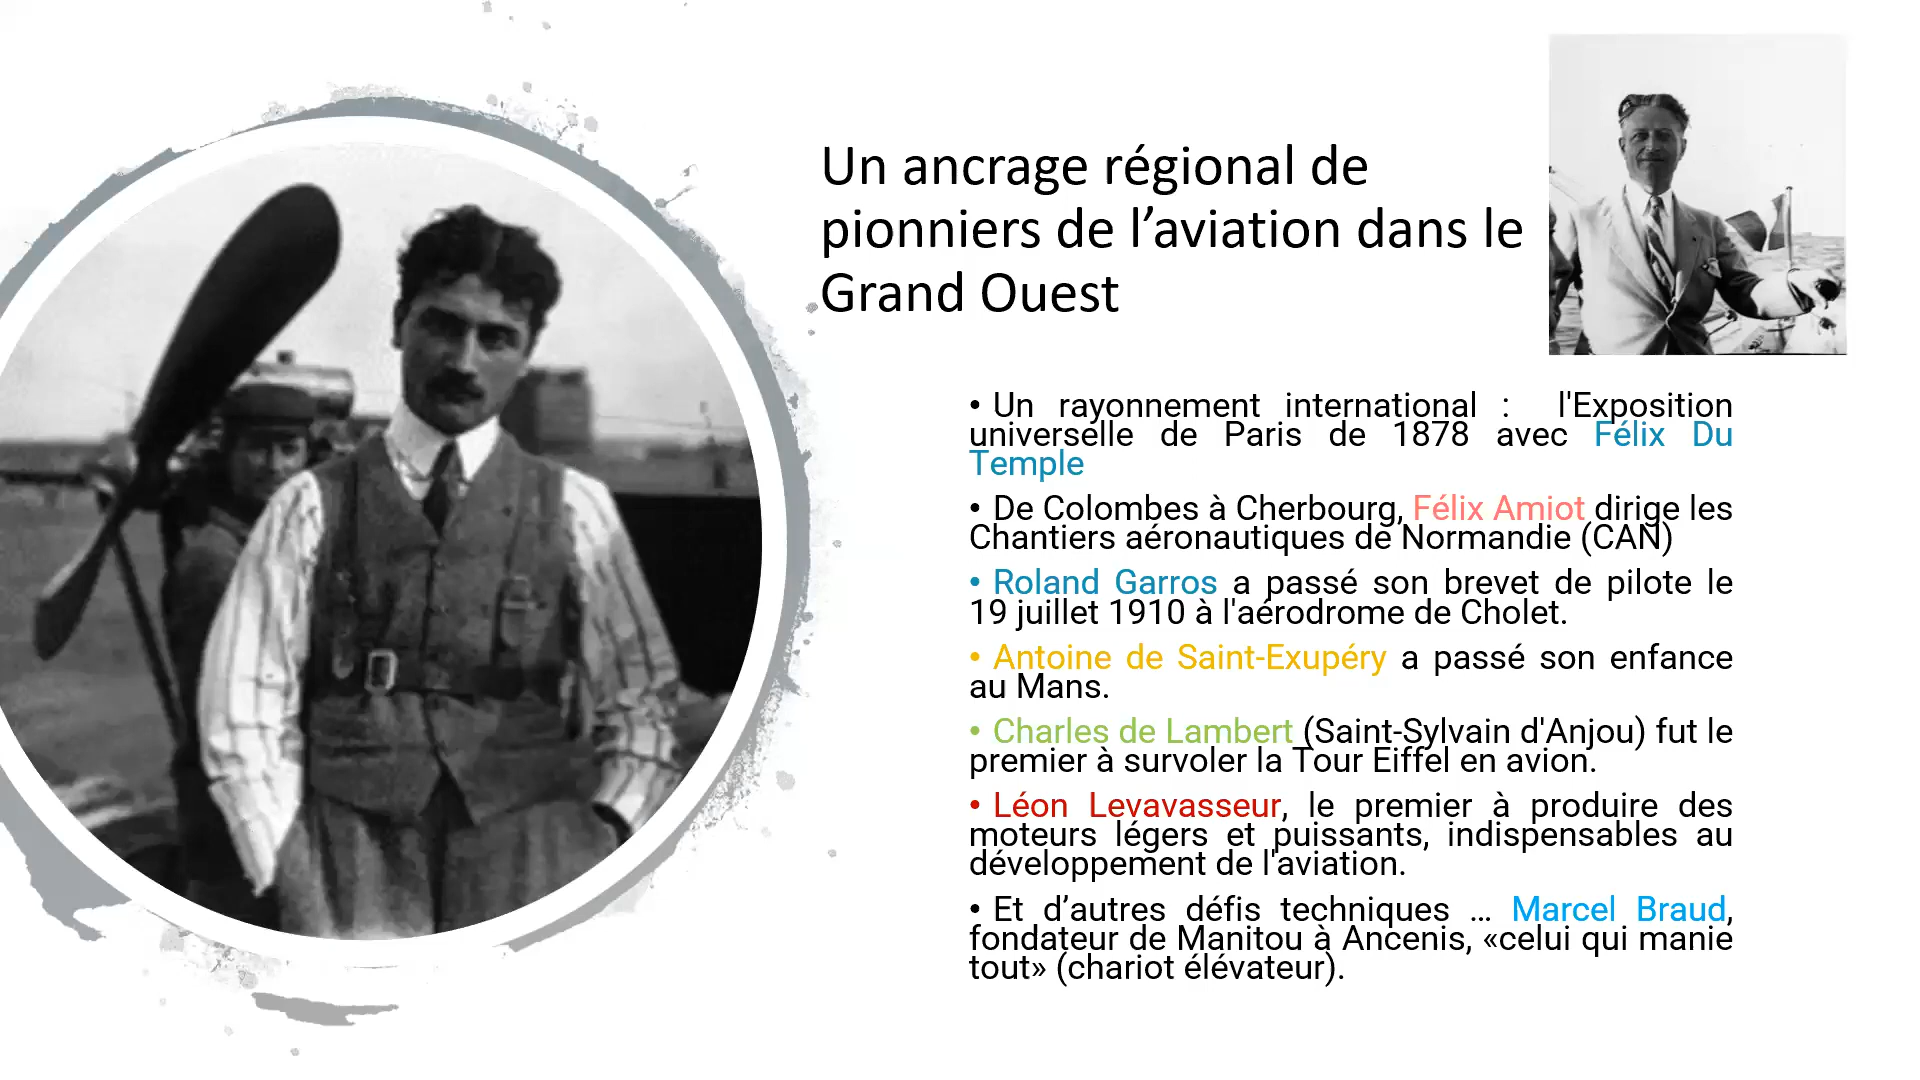 Un ancrage régional de
pionniers de l’aviation dans le
Grand Ouest
• Un rayonnement international : l'Exposition
universelle de Paris de 1878 avec Félix Du
Temple
• De Colombes à Cherbourg, Félix Amiot dirige les
Chantiers aéronautiques de Normandie (CAN)
• Roland Garros a passé son brevet de pilote le
19 juillet 1910 à l'aérodrome de Cholet.
• Antoine de Saint-Exupéry a passé son enfance
au Mans.
• Charles de Lambert (Saint-Sylvain d'Anjou) fut le
premier à survoler la Tour Eiffel en avion.
• Léon Levavasseur, le premier à produire des
moteurs légers et puissants, indispensables au
développement de l'aviation.
• Et d’autres défis techniques … Marcel Braud,
fondateur de Manitou à Ancenis, «celui qui manie
tout» (chariot élévateur).